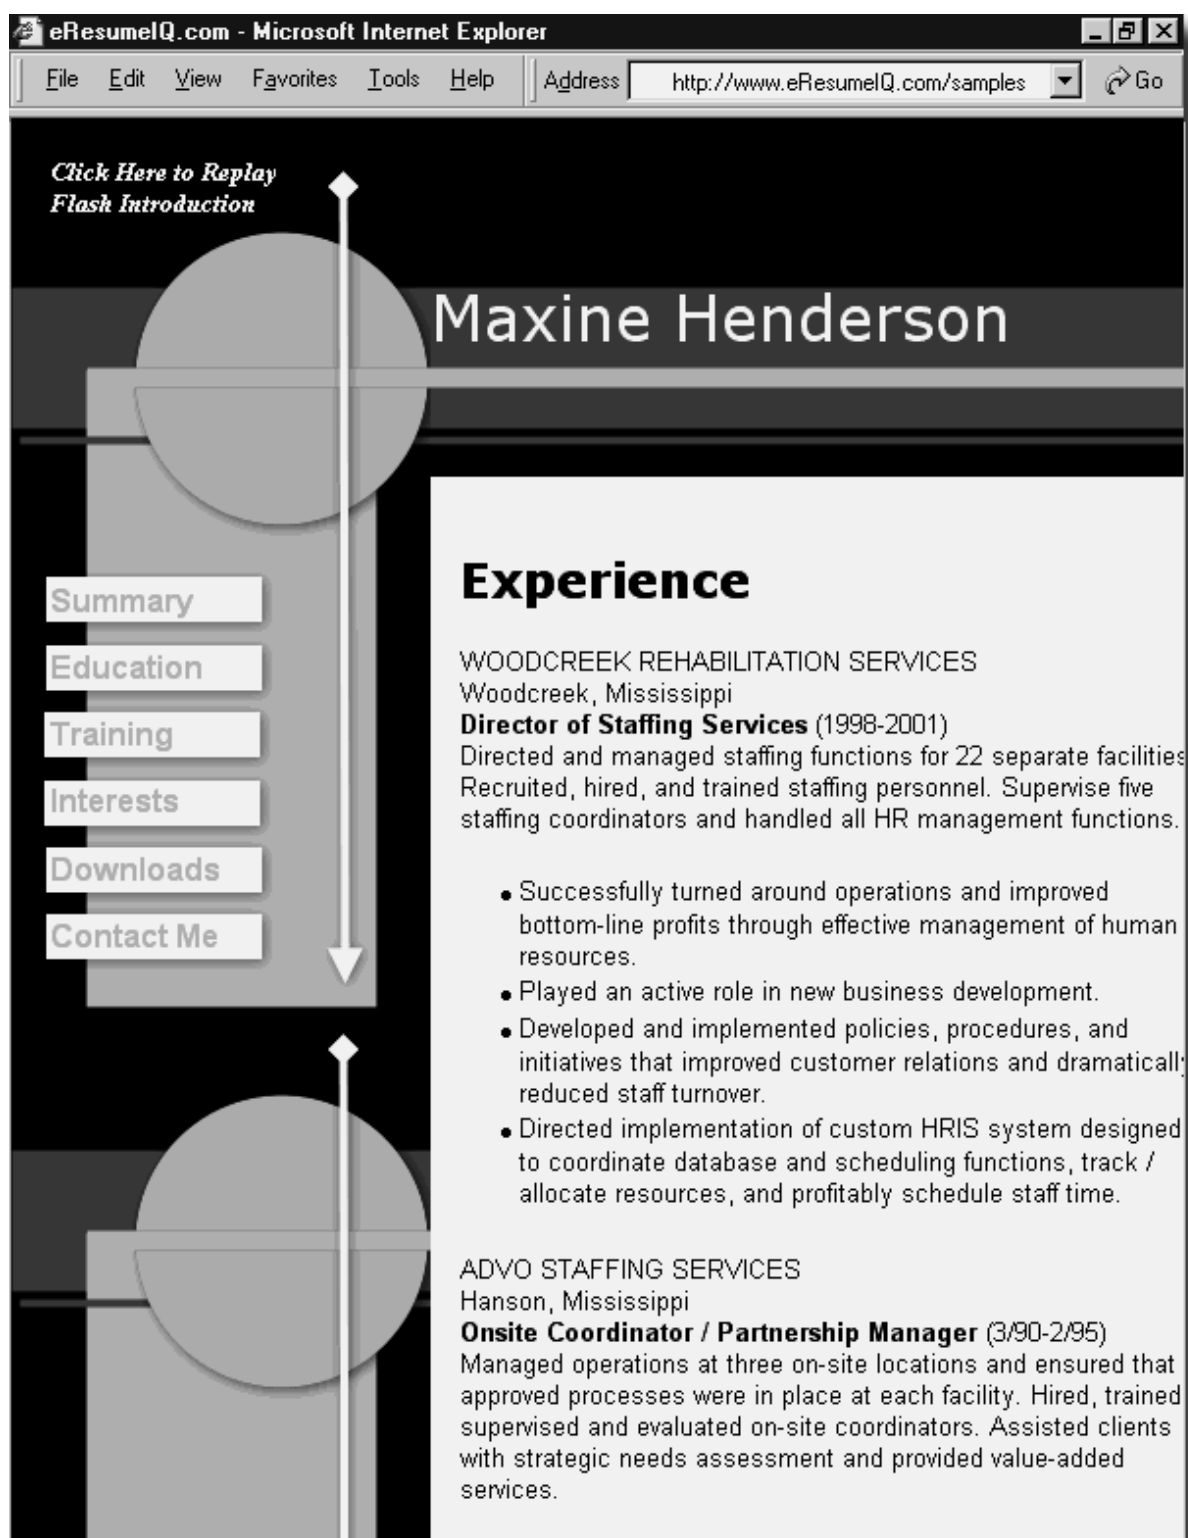 eResumeIQ.com - Microsoft Internet Explorer
File Edit View Favorites Tools Help Address http://www.eResumeIQ.com/samples Go
Click Here to Replay
Flash Introduction
Maxine Henderson
Summary
Education
Training
Interests
Downloads
Contact Me
Experience
WOODCREEK REHABILITATION SERVICES
Woodcreek, Mississippi
Director of Staffing Services (1998-2001)
Directed and managed staffing functions for 22 separate facilities
Recruited, hired, and trained staffing personnel. Supervise five
staffing coordinators and handled all HR management functions.
• Successfully turned around operations and improved
bottom-line profits through effective management of human
resources.
• Played an active role in new business development.
• Developed and implemented policies, procedures, and
initiatives that improved customer relations and dramatically
reduced staff turnover.
• Directed implementation of custom HRIS system designed
to coordinate database and scheduling functions, track /
allocate resources, and profitably schedule staff time.
ADVO STAFFING SERVICES
Hanson, Mississippi
Onsite Coordinator / Partnership Manager (3/90-2/95)
Managed operations at three on-site locations and ensured that
approved processes were in place at each facility. Hired, trained
supervised and evaluated on-site coordinators. Assisted clients
with strategic needs assessment and provided value-added
services.